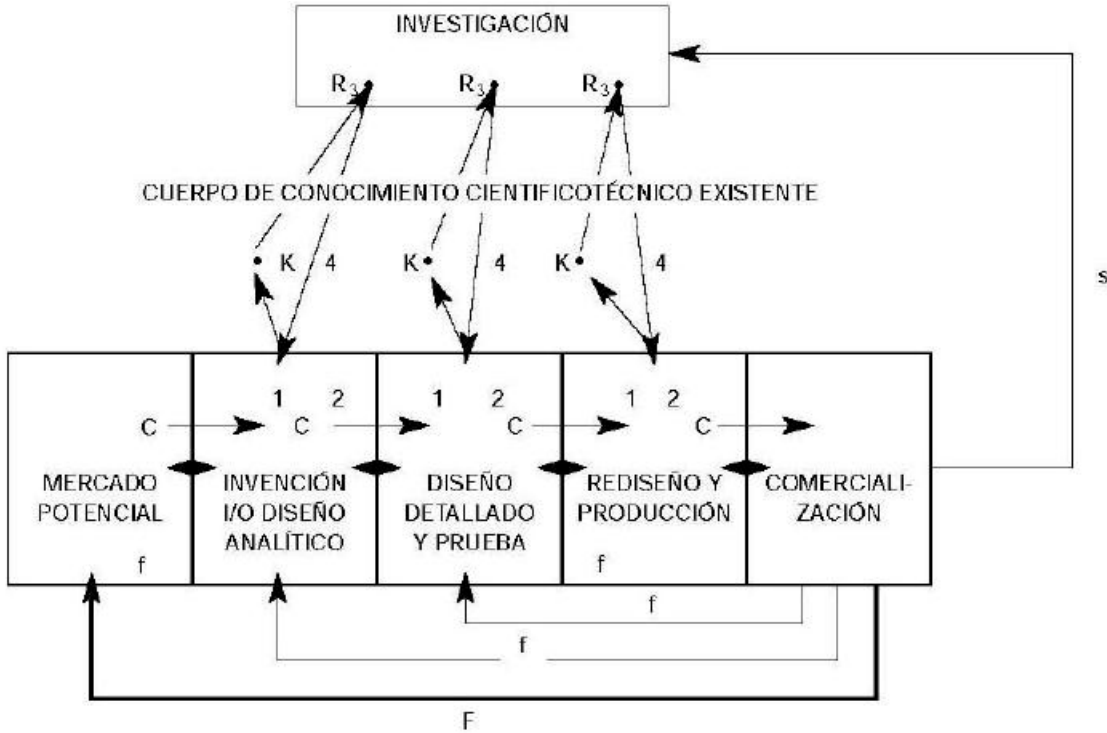 INVESTIGACIÓN
R3 R3 R3
CUERPO DE CONOCIMIENTO CIENTIFICOTÉCNICO EXISTENTE
K 4 K 4 K 4
s
1 2 1 2 1 2
C C C C
MERCADO
POTENCIAL
f
INVENCIÓN
I/O DISEÑO
ANALÍTICO
DISEÑO
DETALLADO
Y PRUEBA
REDISEÑO Y
PRODUCCIÓN
f
COMERCIALI-
ZACIÓN
f
f
F